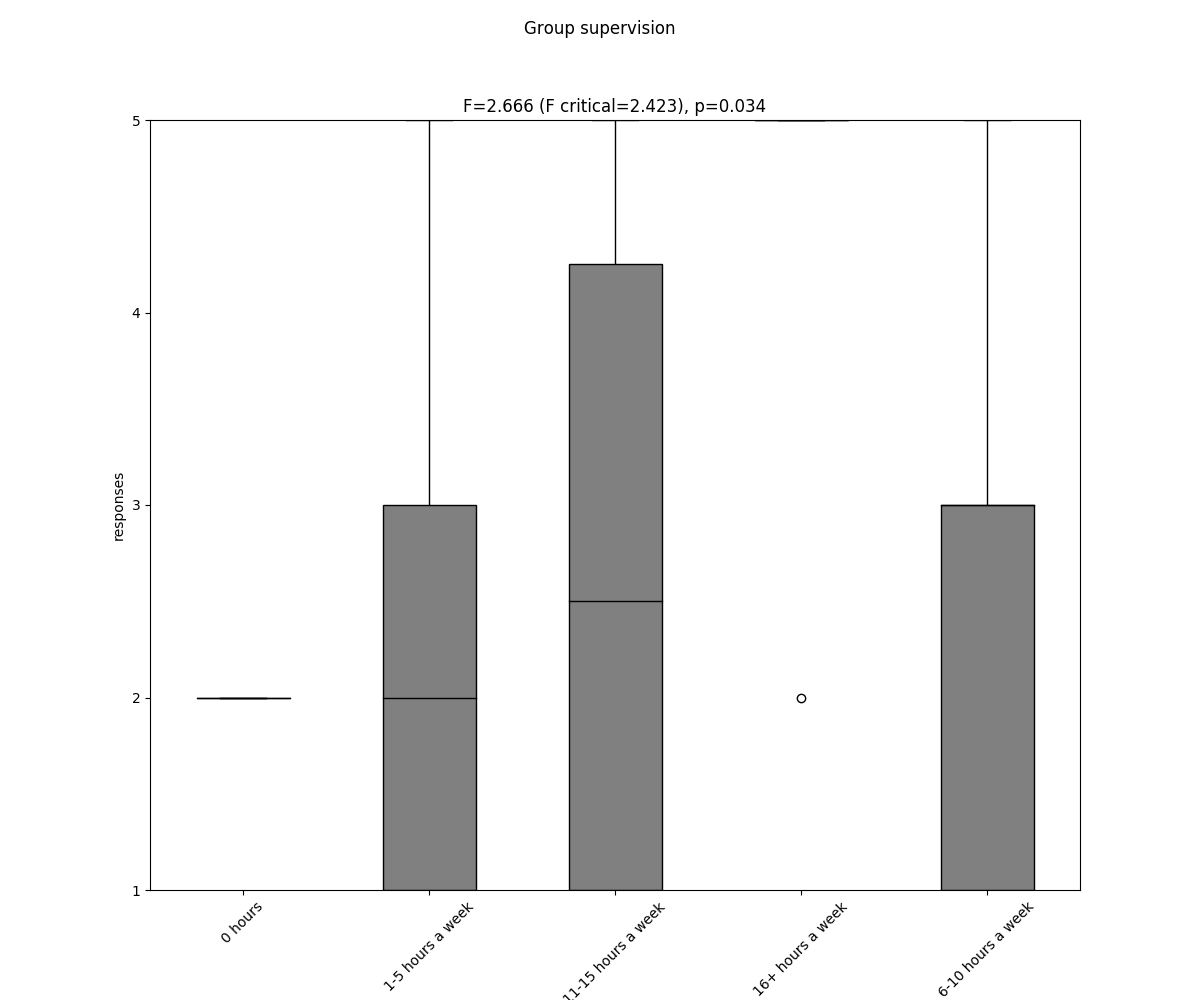 Group supervision
F=2.666 (F critical=2.423), p=0.034
5
4
3
2
1
responses
0 hours
1-5 hours a week
11-15 hours a week
16+ hours a week
6-10 hours a week